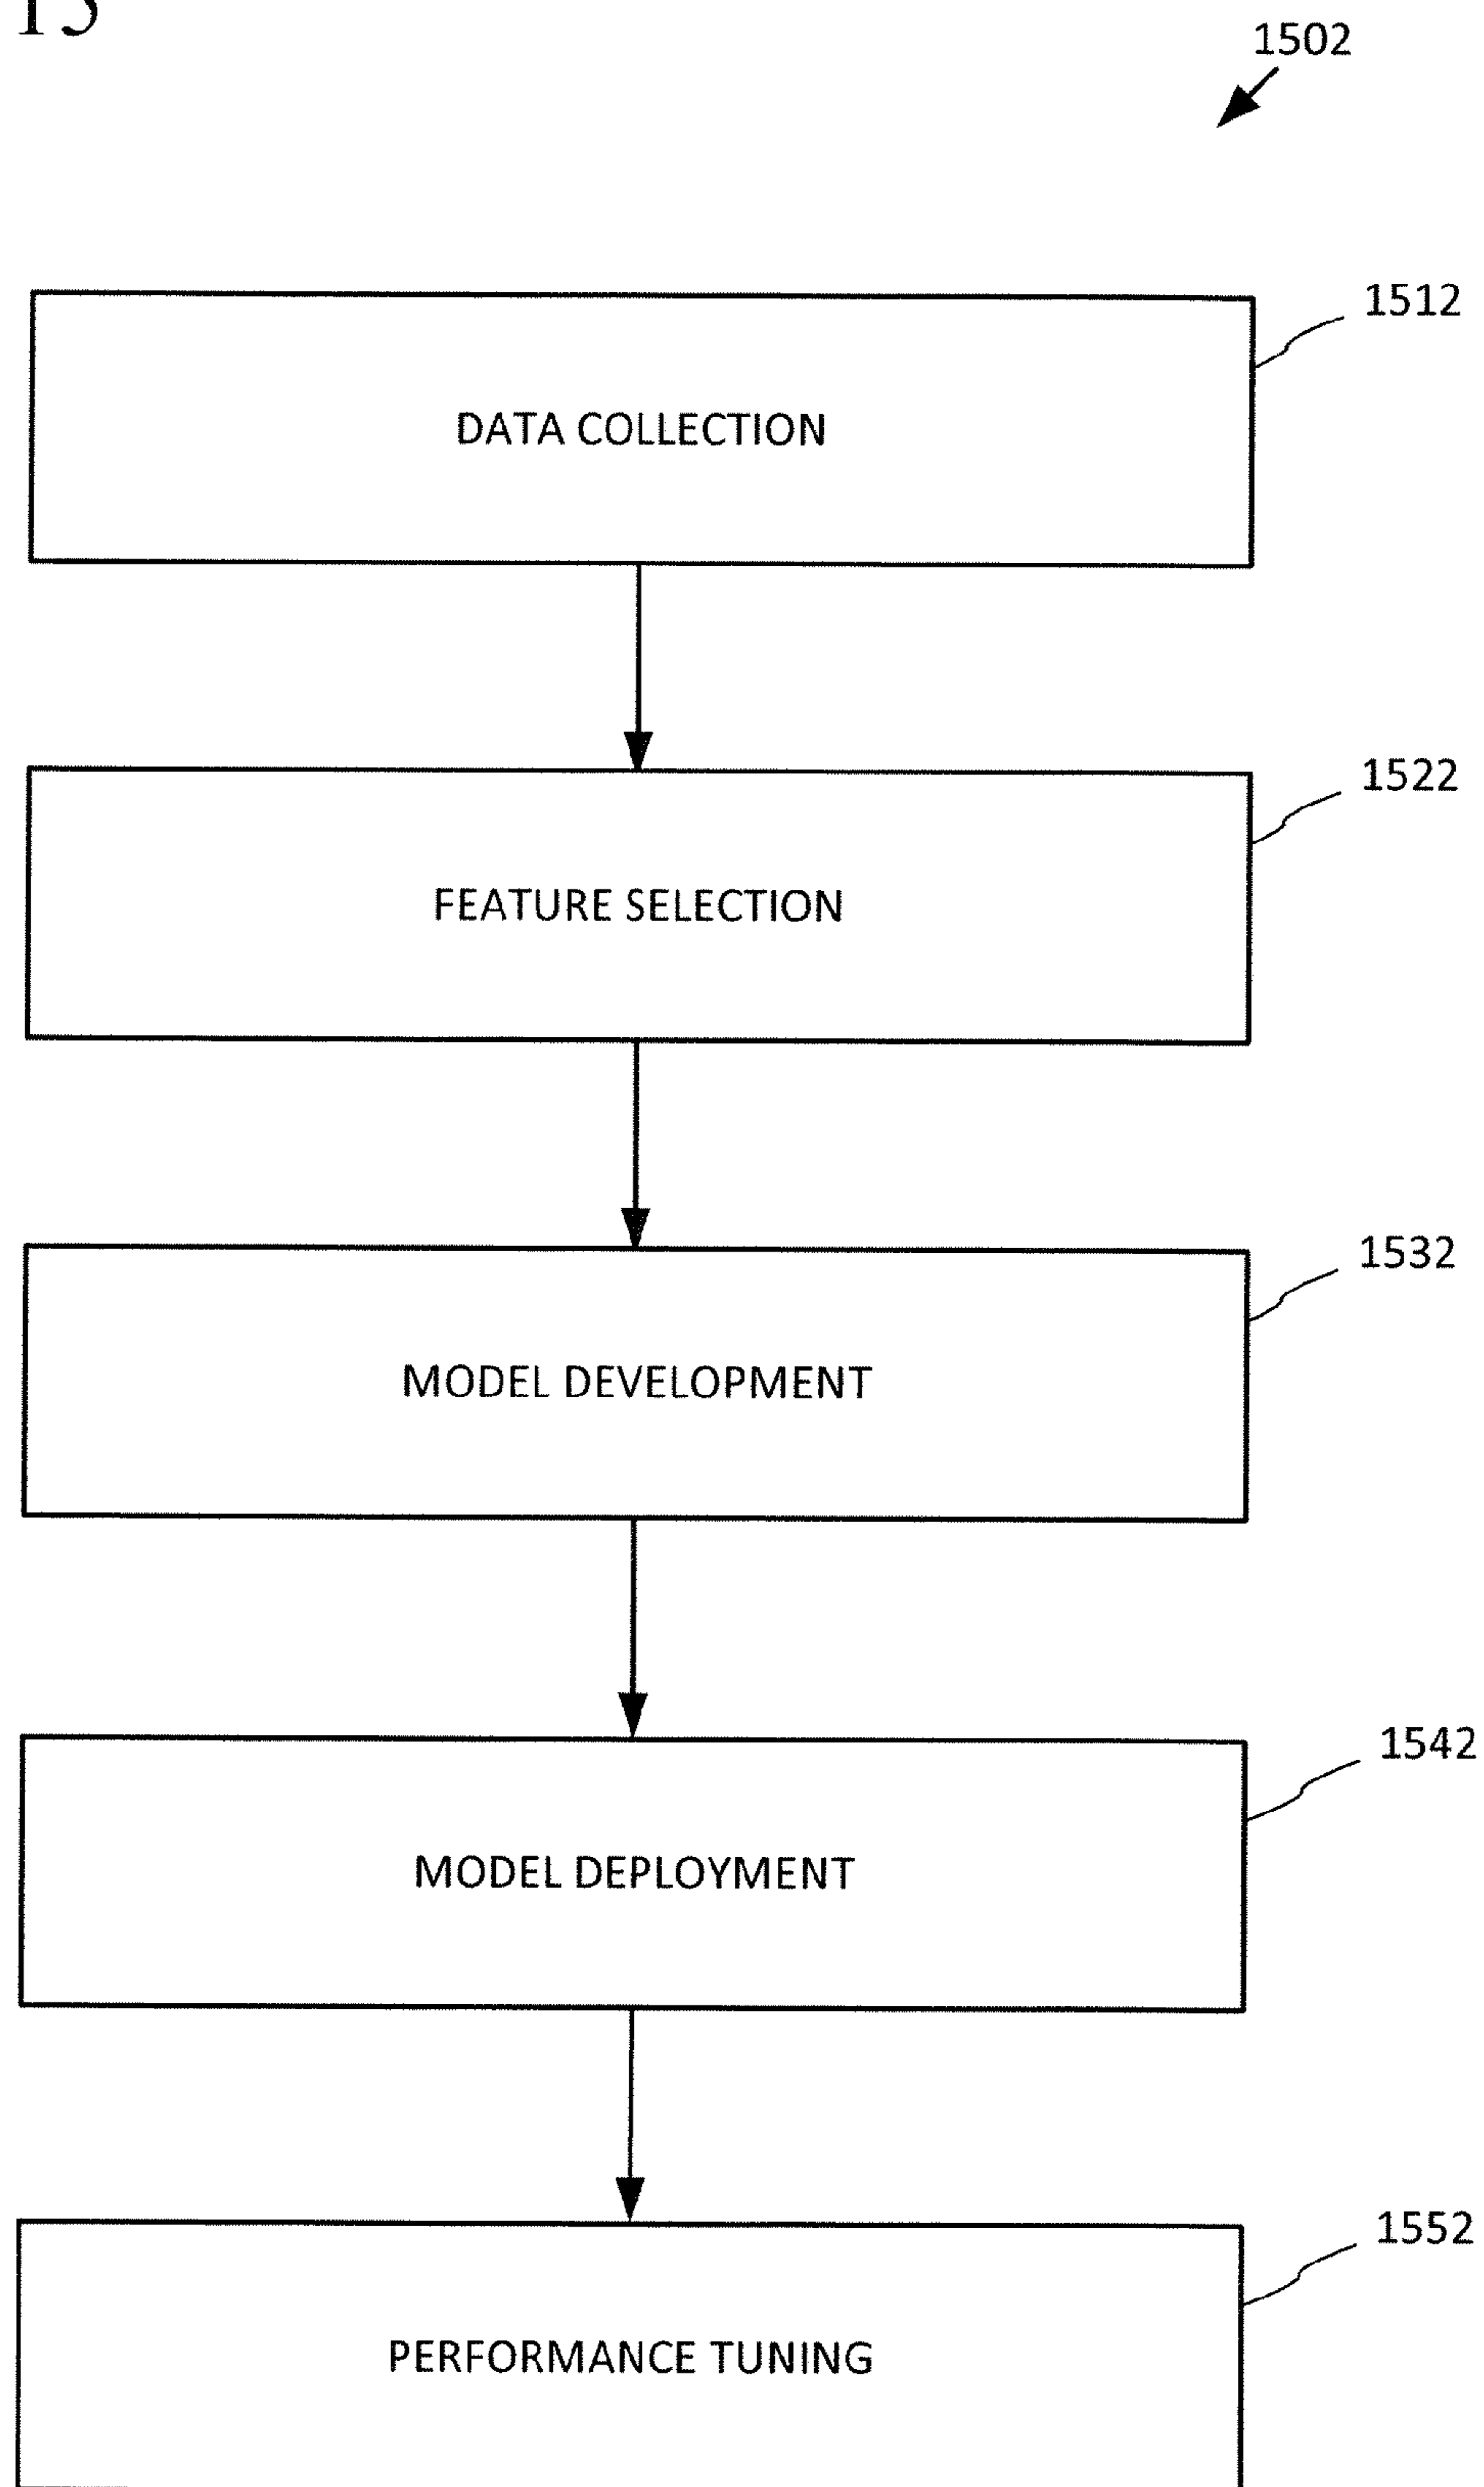 15
1502
1512
DATA COLLECTION
1522
FEATURE SELECTION
1532
MODEL DEVELOPMENT
1542
MODEL DEPLOYMENT
1552
PERFORMANCE TUNING